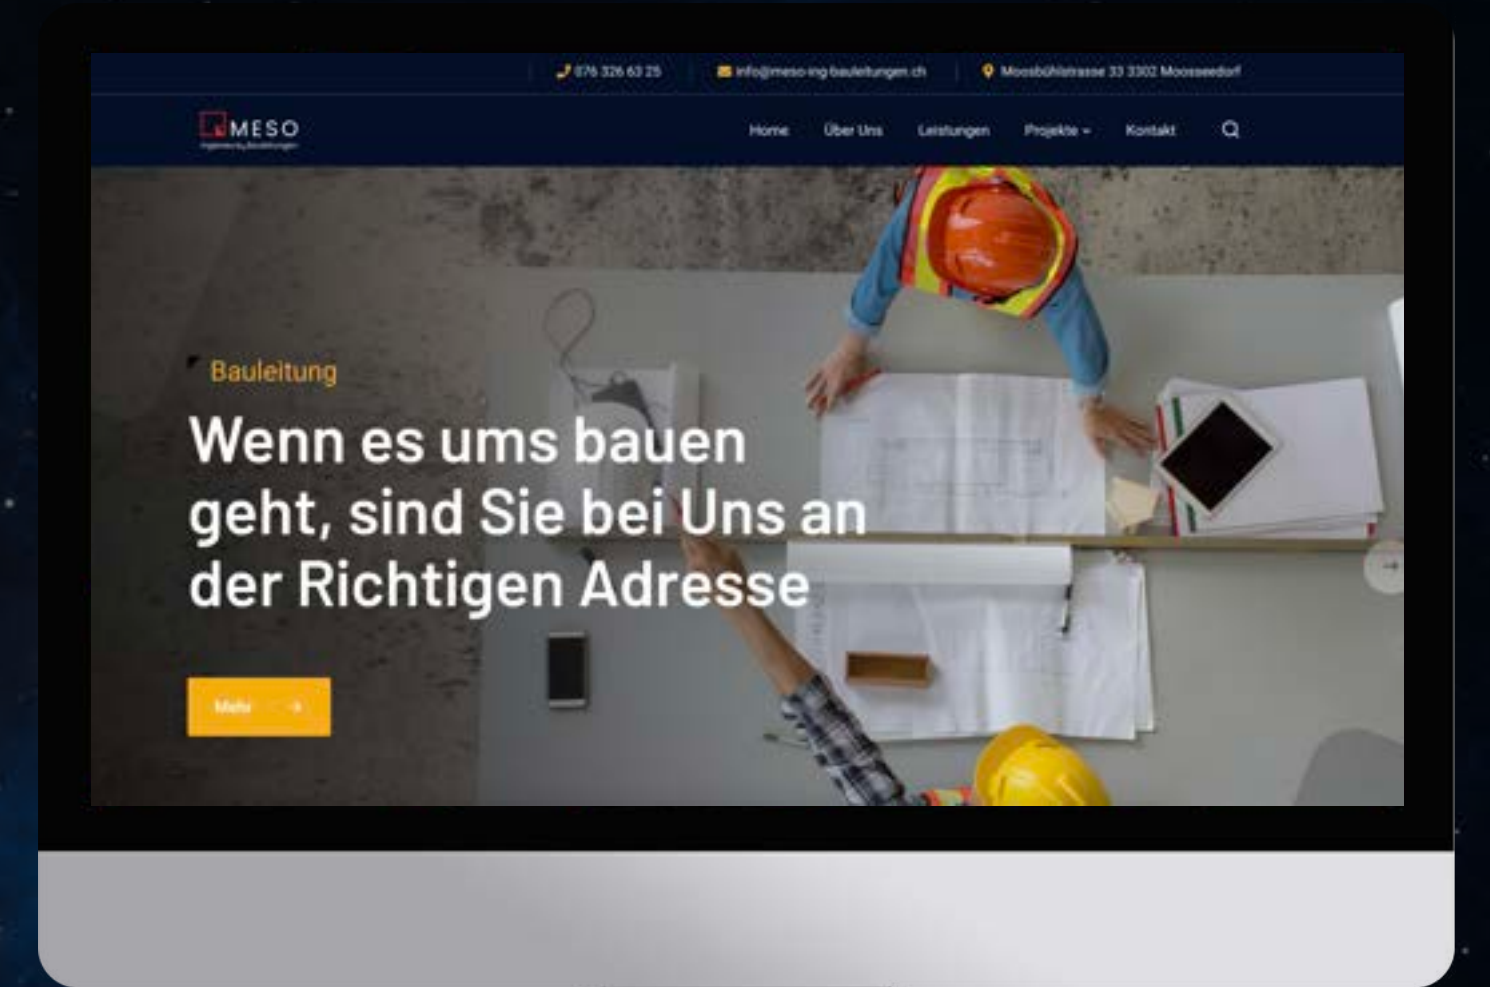 076 326 63 25
info@meso-ing-bauleitungen.ch
Moosbühlstrasse 33 3302 Moosseedorf
MESO
Home Über Uns Leistungen Projekte Kontakt
Bauleitung
Wenn es ums bauen
geht, sind Sie bei Uns an
der Richtigen Adresse
Mehr